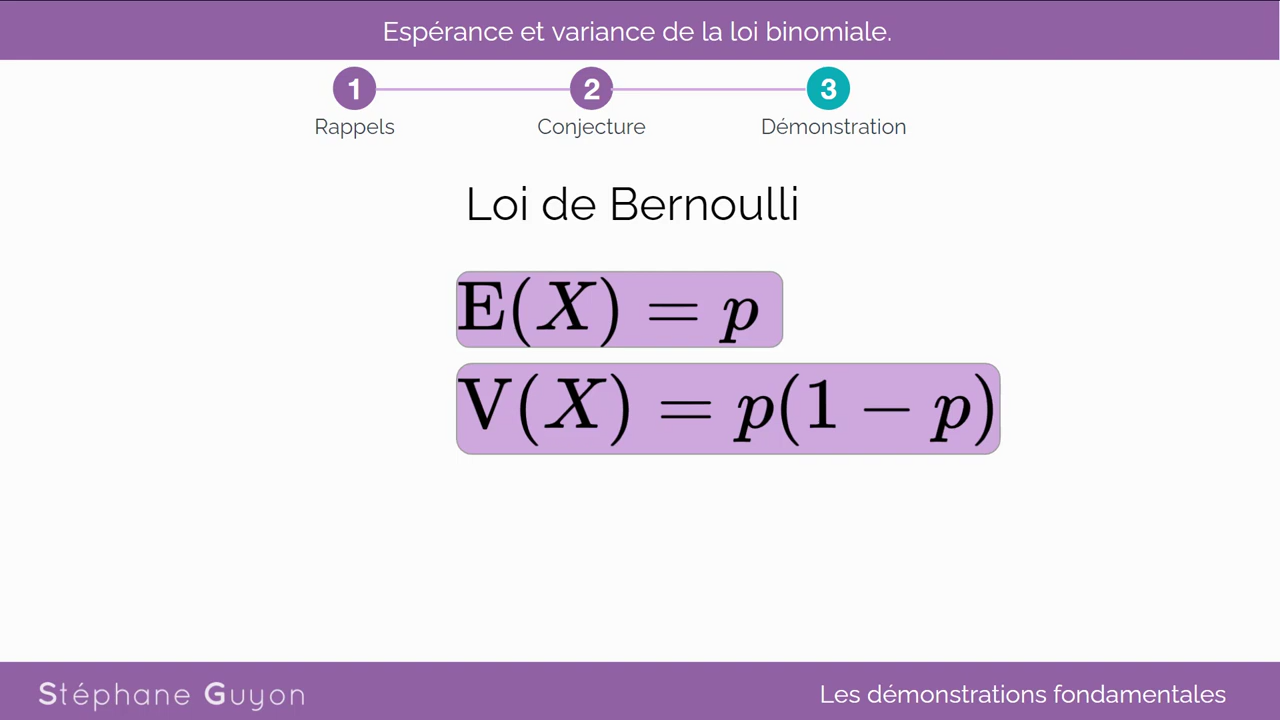 Espérance et variance de la loi binomiale.
1 2 3
Rappels Conjecture Démonstration
Loi de Bernoulli
E(X) = p
V(X) = p(1 − p)
Stéphane Guyon Les démonstrations fondamentales